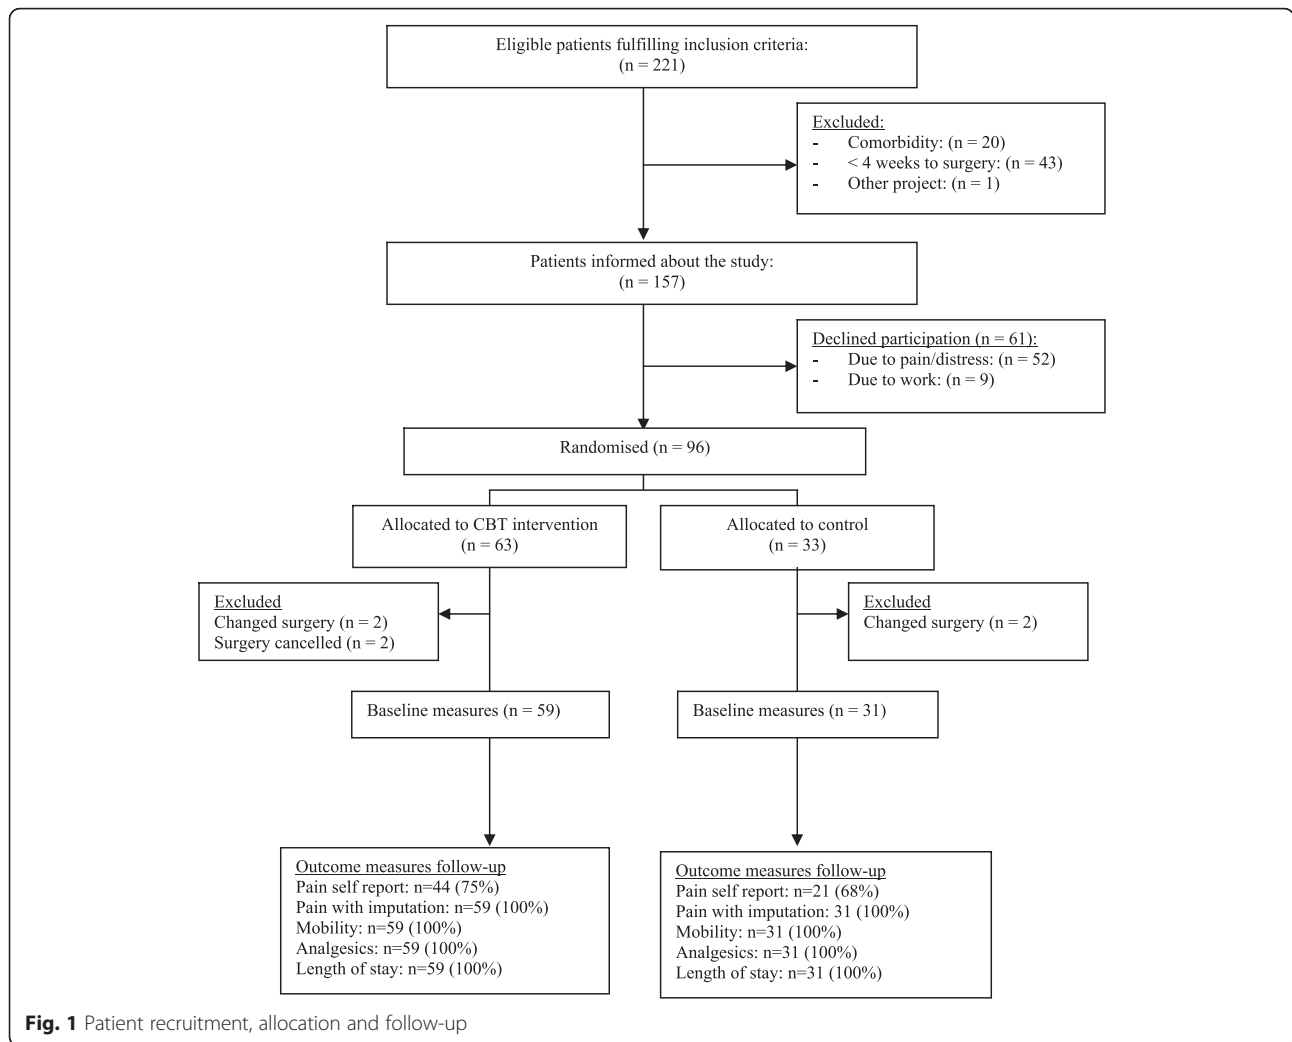 Eligible patients fulfilling inclusion criteria:
(n = 221)
Excluded:
- Comorbidity: (n = 20)
- < 4 weeks to surgery: (n = 43)
- Other project: (n = 1)
Patients informed about the study:
(n = 157)
Declined participation (n = 61):
- Due to pain/distress: (n = 52)
- Due to work: (n = 9)
Randomised (n = 96)
Allocated to CBT intervention
(n = 63)
Allocated to control
(n = 33)
Excluded
Changed surgery (n = 2)
Surgery cancelled (n = 2)
Excluded
Changed surgery (n = 2)
Baseline measures (n = 59)
Baseline measures (n = 31)
Outcome measures follow-up
Pain self report: n=44 (75%)
Pain with imputation: n=59 (100%)
Mobility: n=59 (100%)
Analgesics: n=59 (100%)
Length of stay: n=59 (100%)
Outcome measures follow-up
Pain self report: n=21 (68%)
Pain with imputation: 31 (100%)
Mobility: n=31 (100%)
Analgesics: n=31 (100%)
Length of stay: n=31 (100%)
Fig. 1 Patient recruitment, allocation and follow-up